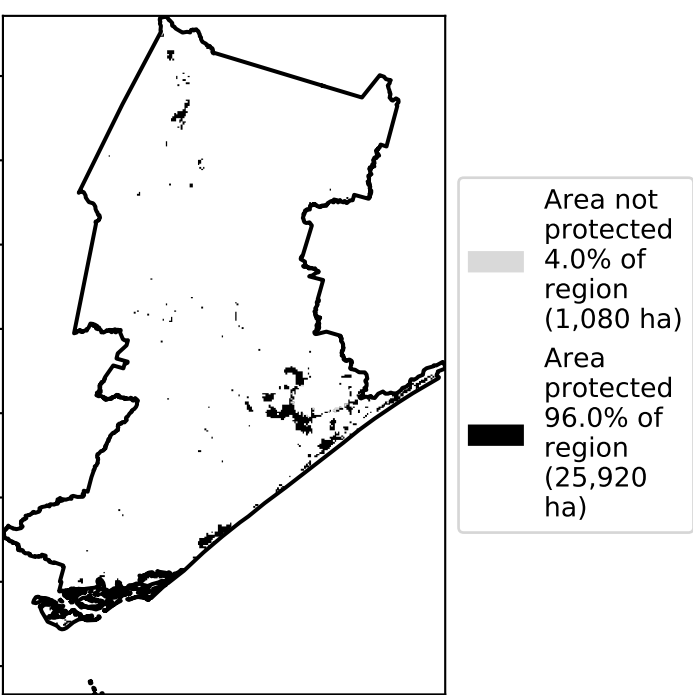 Area not
protected
4.0% of
region
(1,080 ha)
Area
protected
96.0% of
region
(25,920
ha)